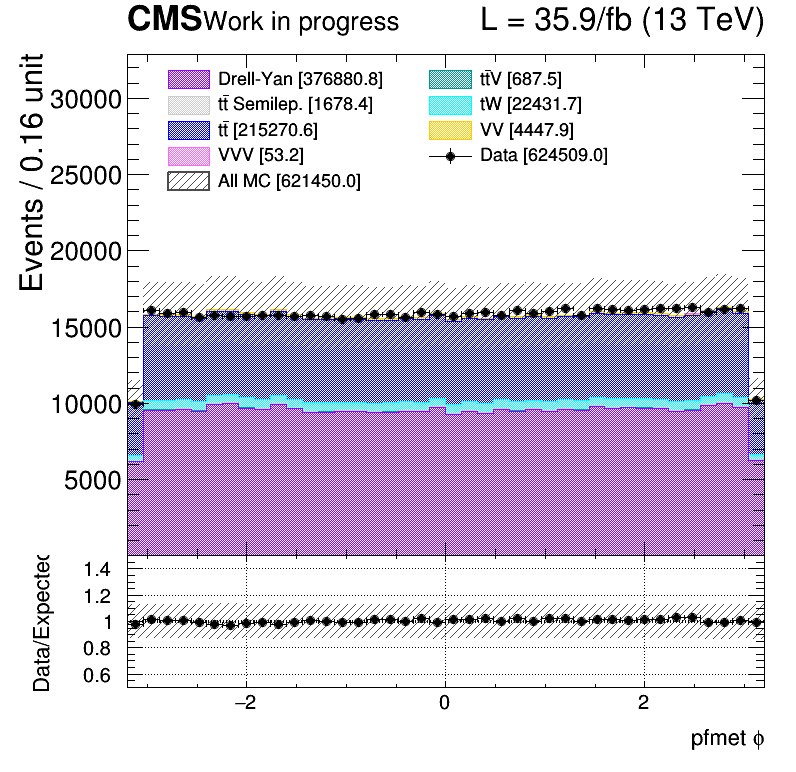 CMS Work in progress L = 35.9/fb (13 TeV)
Events / 0.16 unit
30000
25000
20000
15000
10000
5000
Drell-Yan [376880.8]
tt̄ Semilep. [1678.4]
tt̄ [215270.6]
VVV [53.2]
All MC [621450.0]
tt̄V [687.5]
tW [22431.7]
VV [4447.9]
Data [624509.0]
Data/Expected
1.4
1.2
1
0.8
0.6
−2 0 2
pfmet ϕ